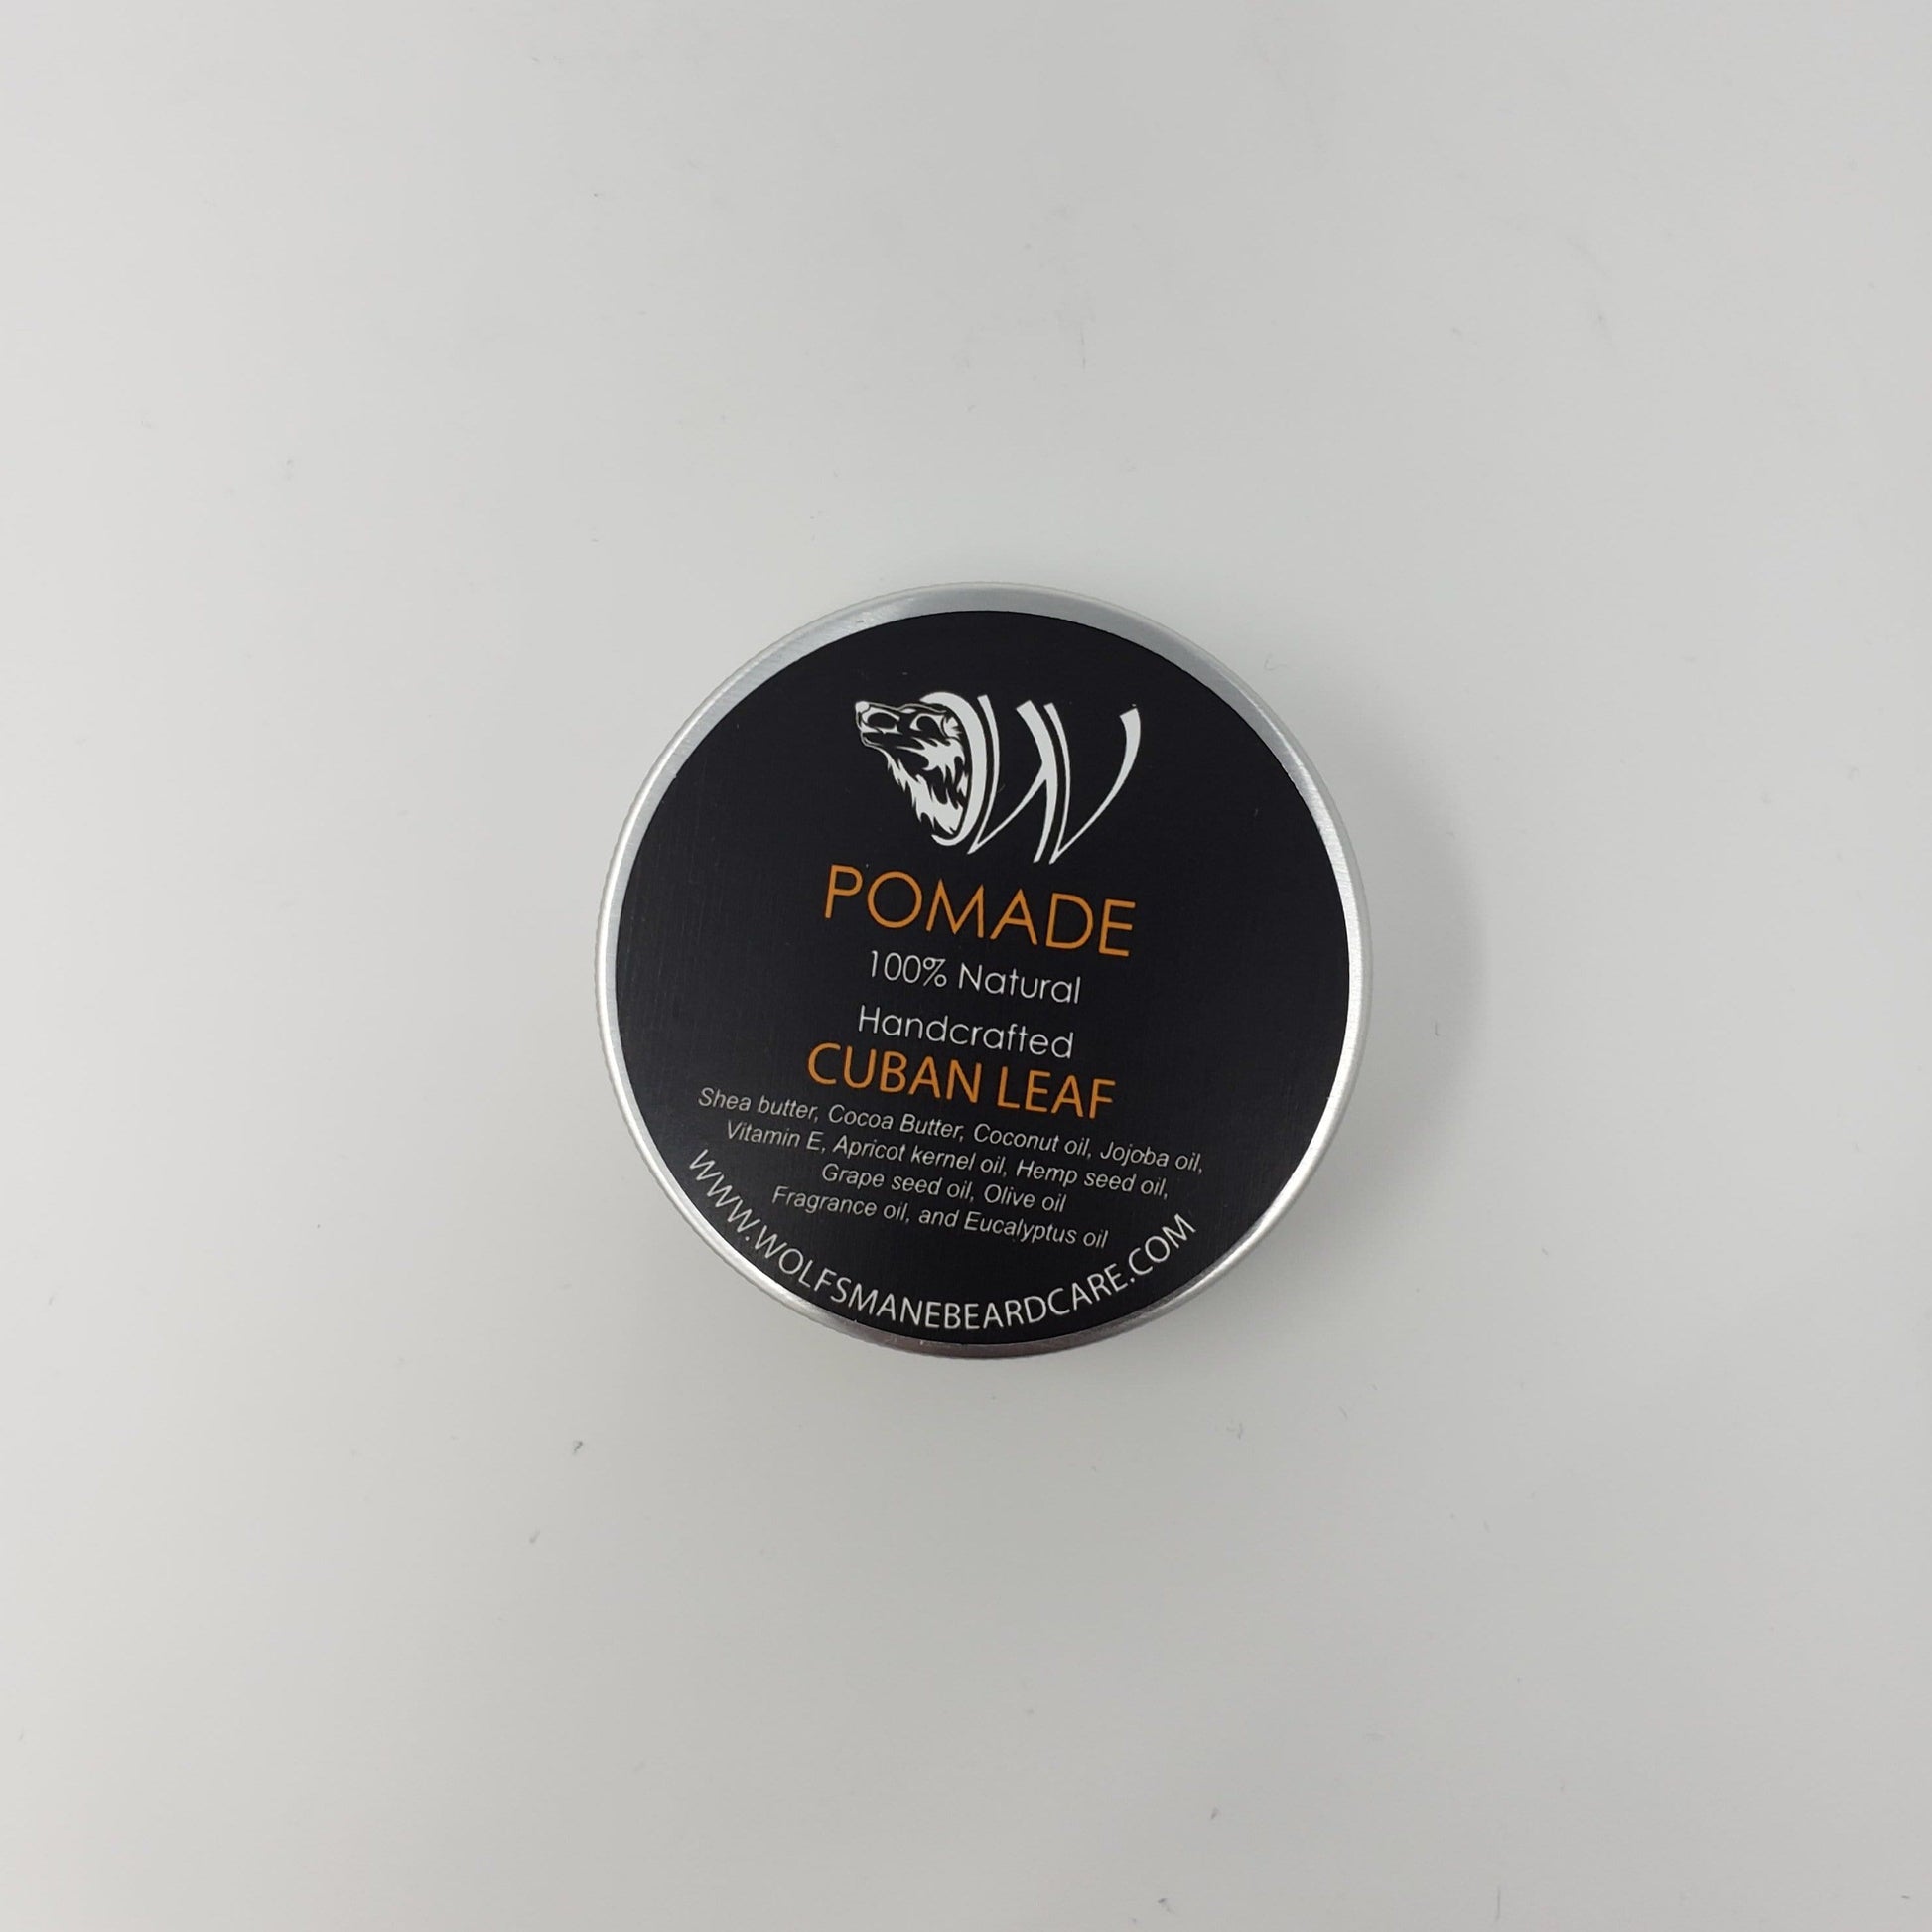 W
POMADE
100% Natural
Handcrafted
CUBAN LEAF
Shea butter, Cocoa Butter, Coconut oil, Jojoba oil,
Vitamin E, Apricot kernel oil, Hemp seed oil,
Grape seed oil, Olive oil
Fragrance oil, and Eucalyptus oil
WWW.WOLFSMANEBEARDCARE.COM